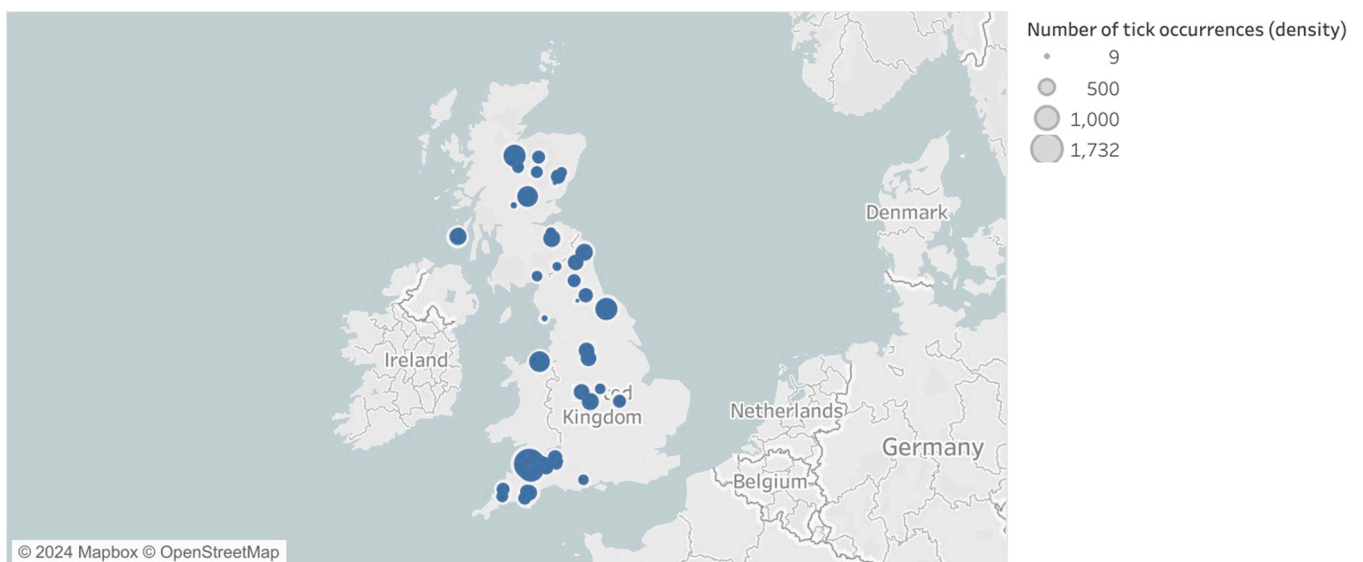 Number of tick occurrences (density)
9
500
1,000
1,732
Denmark
Ireland
Kingdom
Netherlands
Germany
Belgium
© 2024 Mapbox © OpenStreetMap